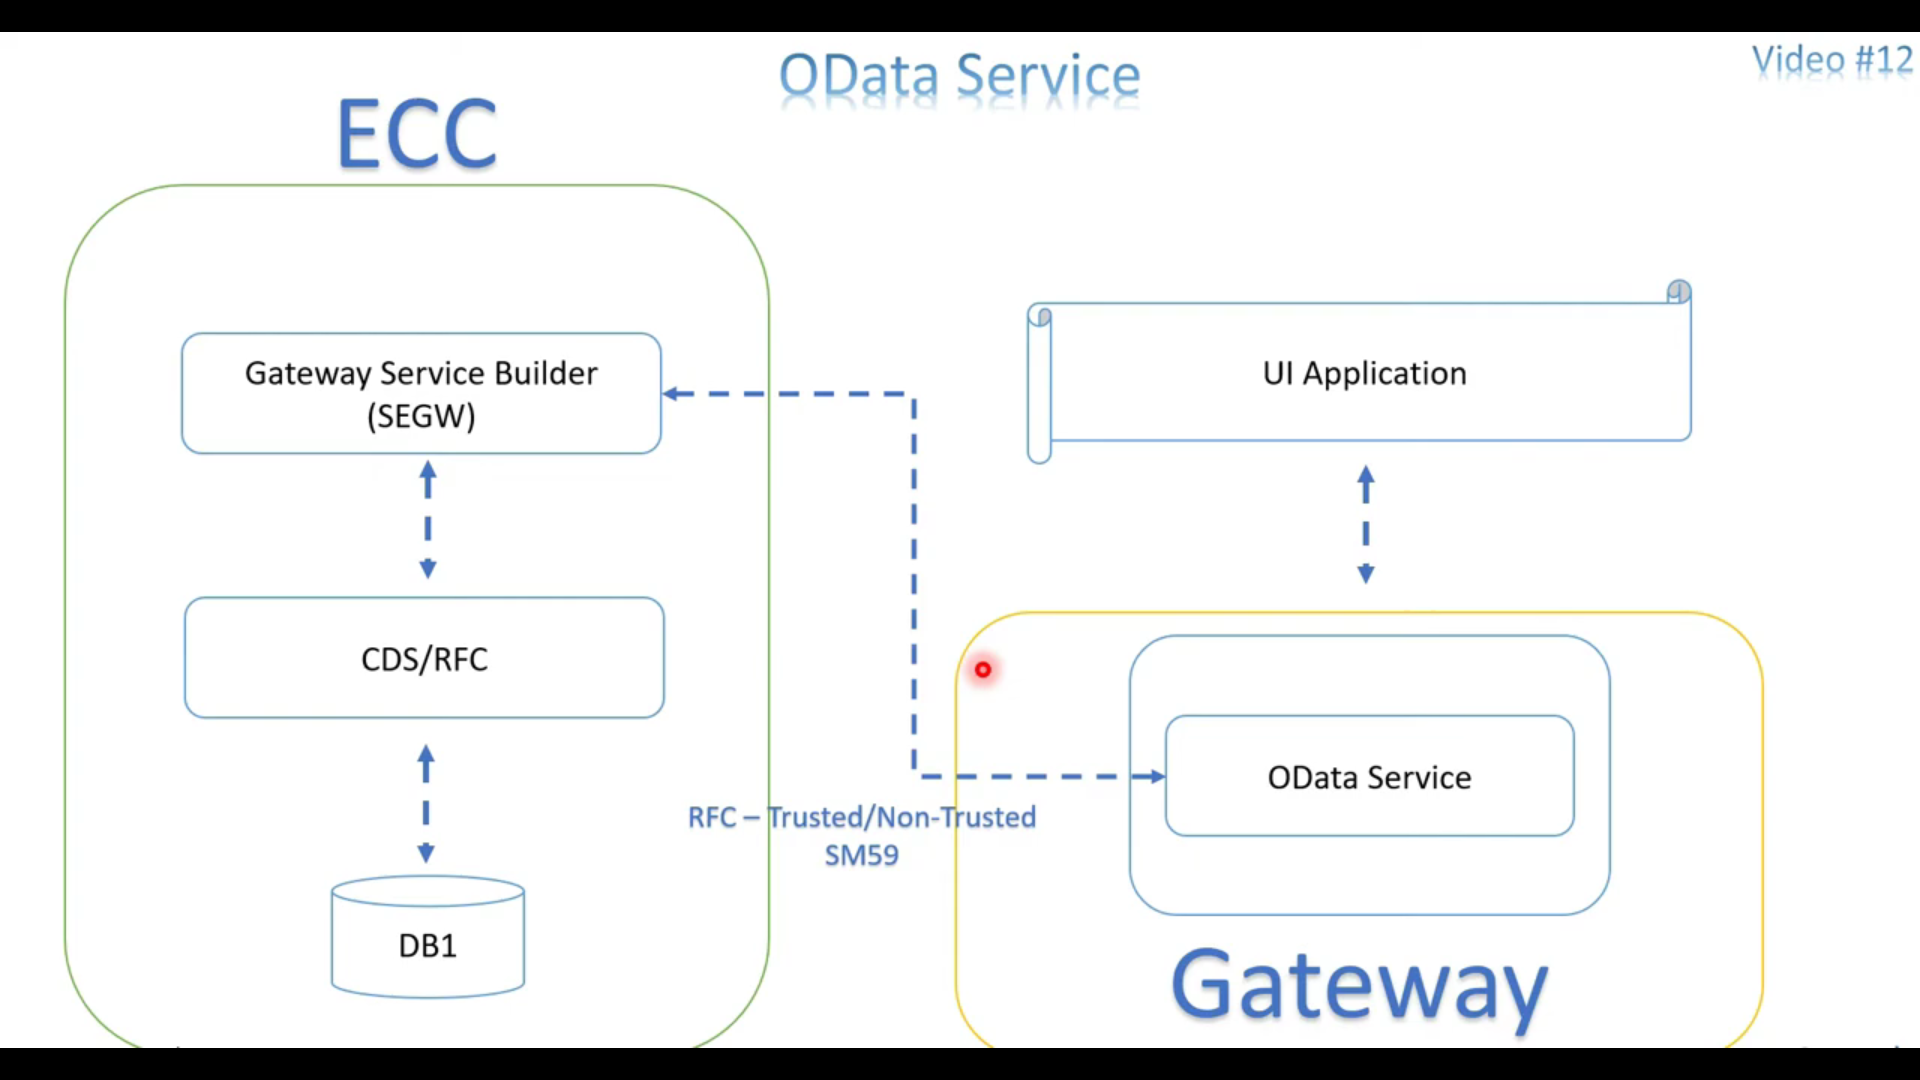 OData Service
Video #12
ECC
Gateway Service Builder
(SEGW)
UI Application
CDS/RFC
OData Service
RFC – Trusted/Non-Trusted
SM59
DB1
Gateway